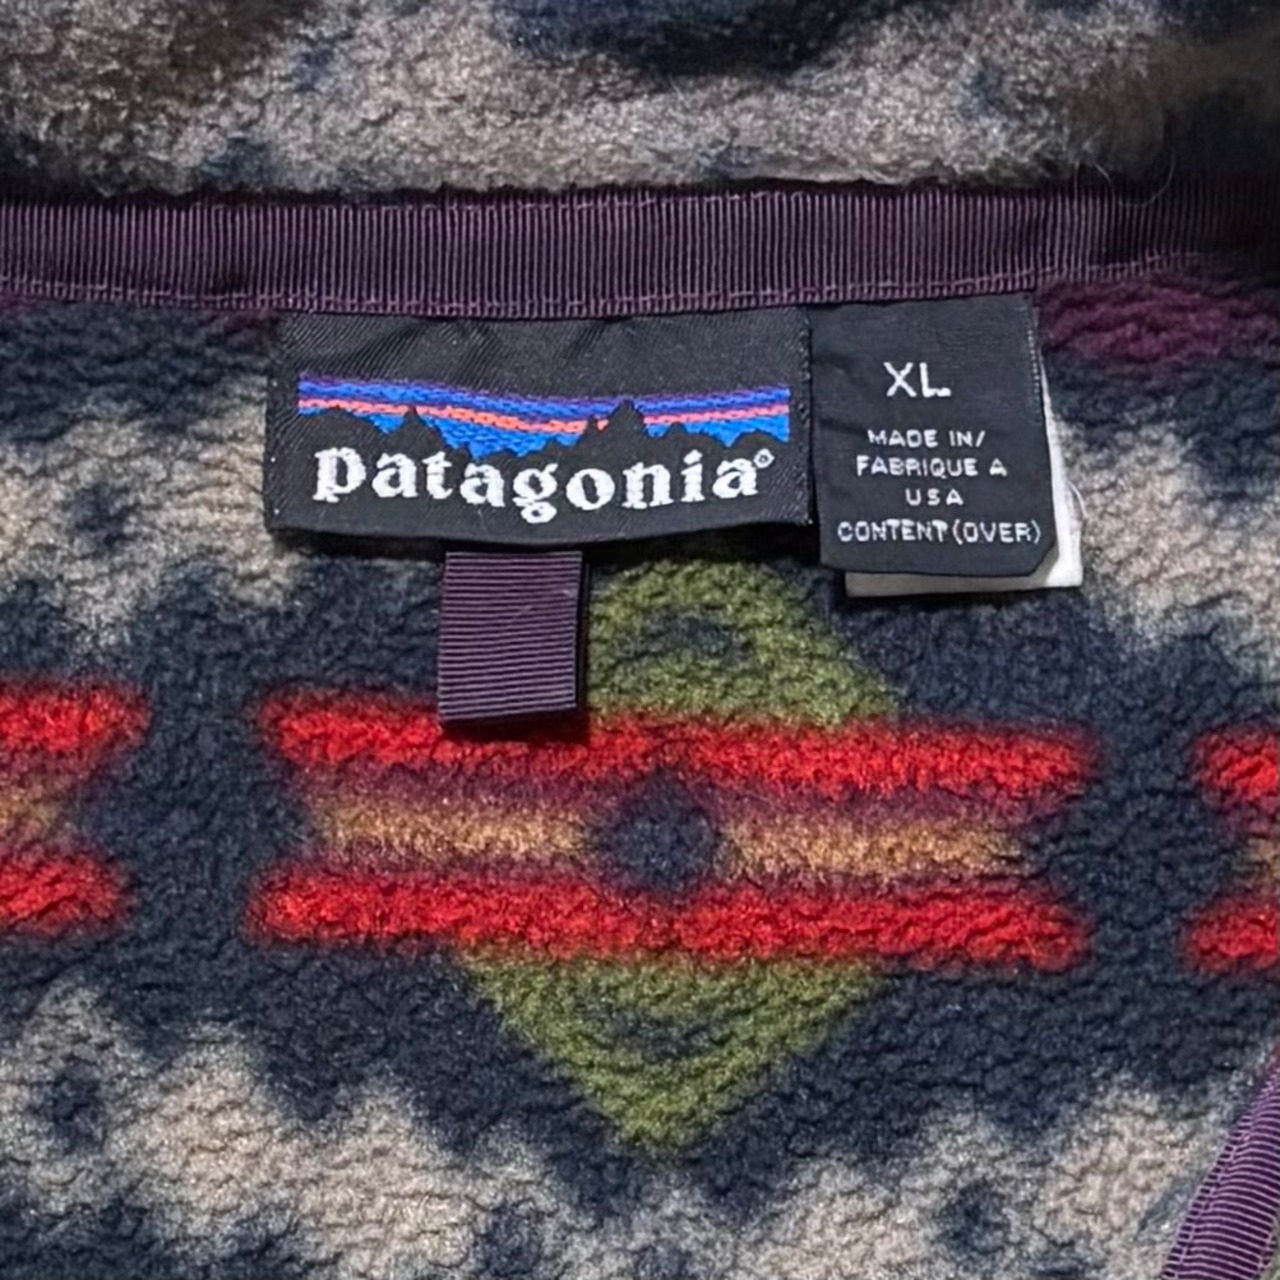 patagonia®
XL
MADE IN/
FABRIQUE A
USA
CONTENT (OVER)